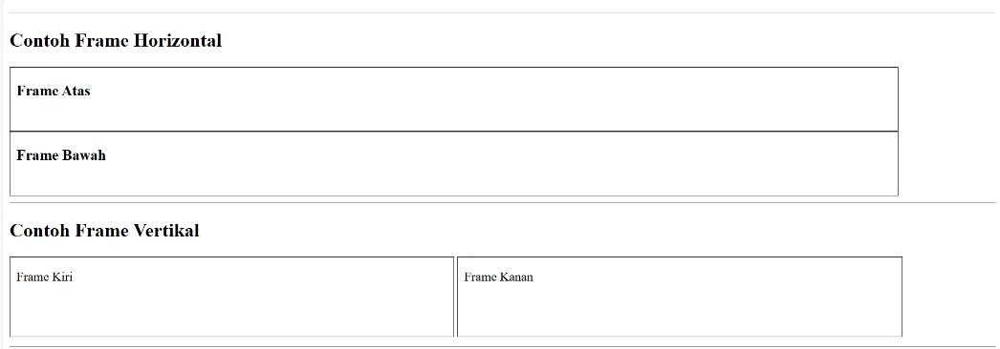 Contoh Frame Horizontal
Frame Atas
Frame Bawah
Contoh Frame Vertikal
Frame Kiri
Frame Kanan